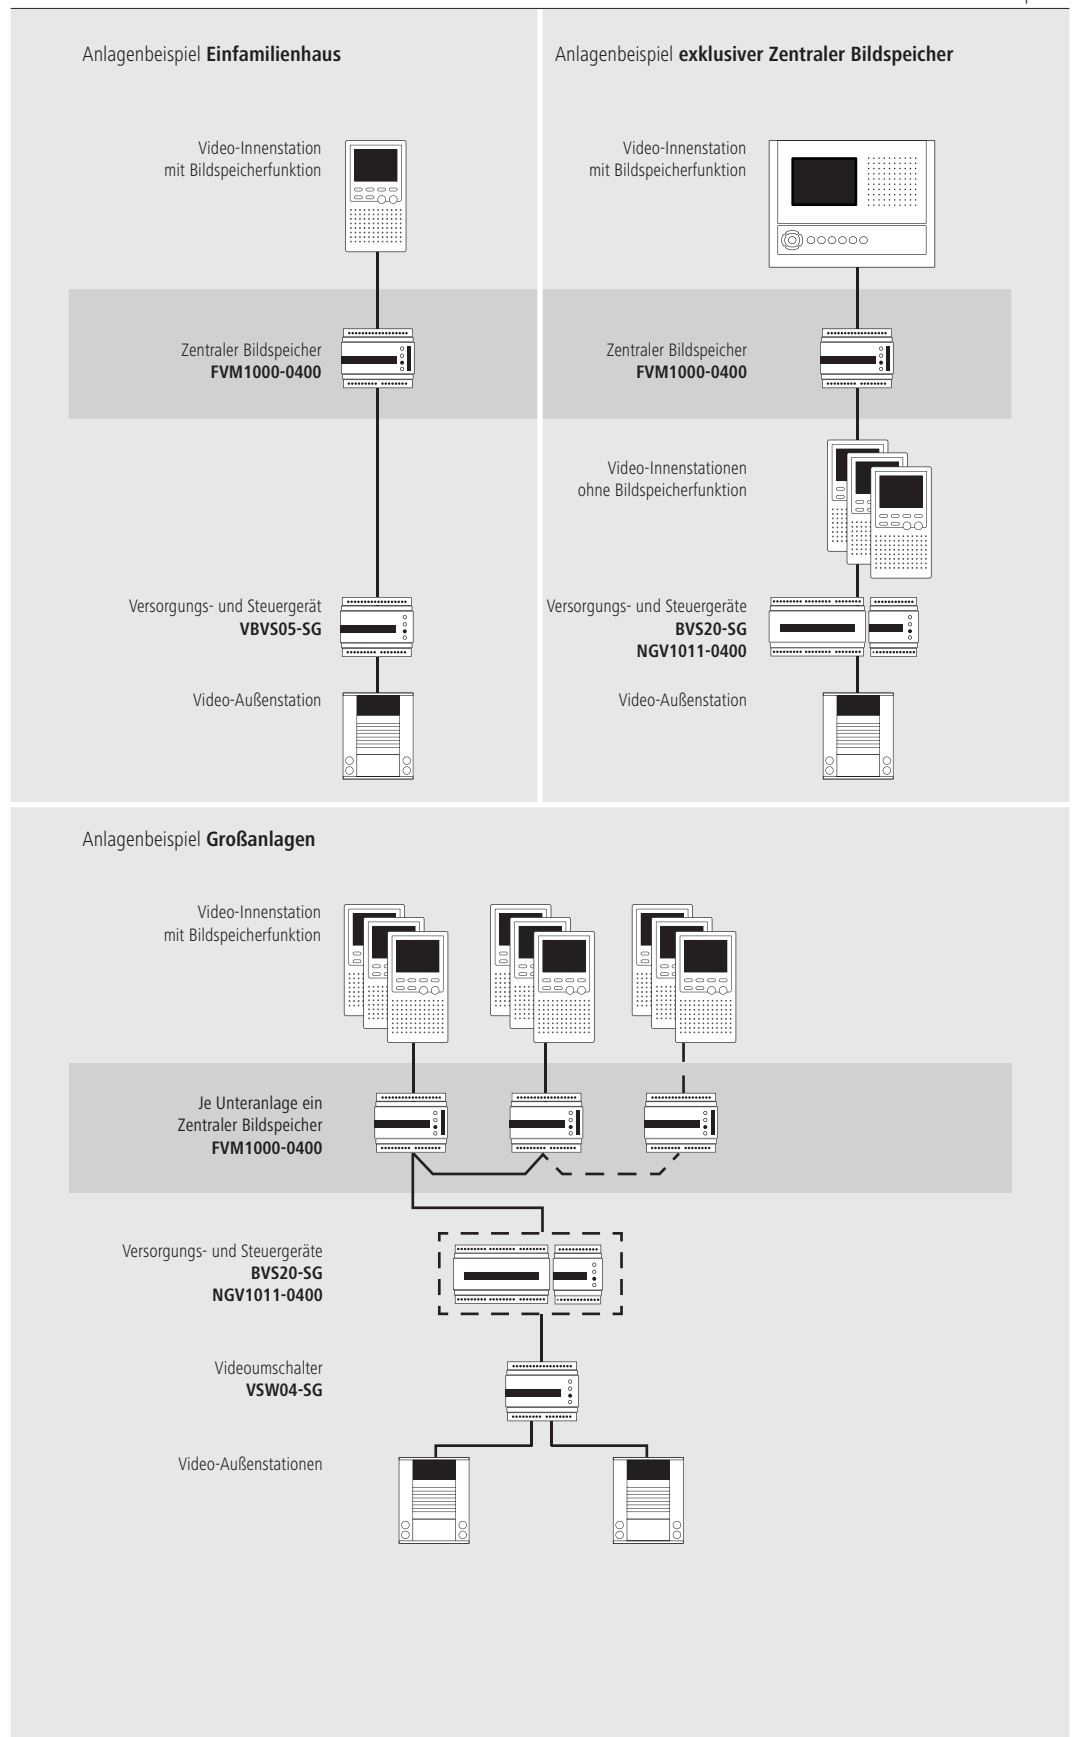 Anlagenbeispiel Einfamilienhaus
Video-Innenstation
mit Bildspeicherfunktion
Zentraler Bildspeicher
FVM1000-0400
Versorgungs- und Steuergerät
VBVS05-SG
Video-Außenstation
Anlagenbeispiel exklusiver Zentraler Bildspeicher
Video-Innenstation
mit Bildspeicherfunktion
Zentraler Bildspeicher
FVM1000-0400
Video-Innenstationen
ohne Bildspeicherfunktion
Versorgungs- und Steuergeräte
BVS20-SG
NGV1011-0400
Video-Außenstation
Anlagenbeispiel Großanlagen
Video-Innenstation
mit Bildspeicherfunktion
Je Unteranlage ein
Zentraler Bildspeicher
FVM1000-0400
Versorgungs- und Steuergeräte
BVS20-SG
NGV1011-0400
Videoumschalter
VSW04-SG
Video-Außenstationen